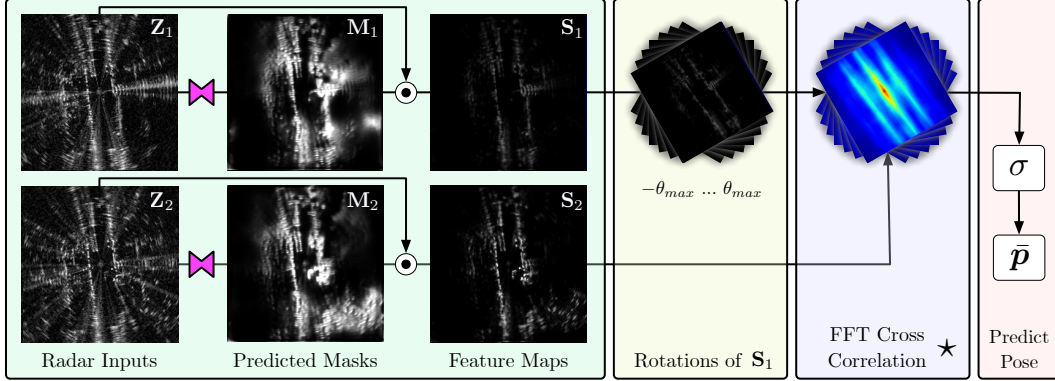 Z₁
M₁
S₁
−θₘₐₓ ... θₘₐₓ
σ
Z₂
M₂
S₂
p̄
Radar Inputs
Predicted Masks
Feature Maps
Rotations of S₁
FFT Cross
Correlation ★
Predict
Pose